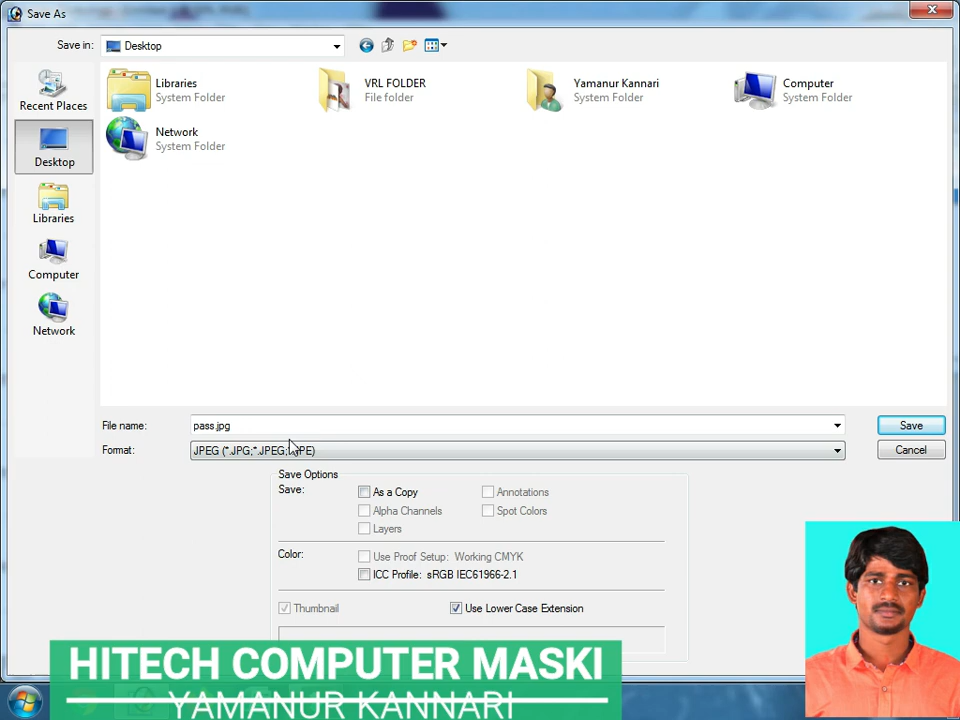 Save As
Save in:
Desktop
Recent Places
Desktop
Libraries
Computer
Network
Libraries
System Folder
VRL FOLDER
File folder
Yamanur Kannari
System Folder
Computer
System Folder
Network
System Folder
File name:
pass.jpg
Save
Format:
JPEG (*.JPG;*.JPEG;*.JPE)
Cancel
Save Options
Save:
As a Copy
Annotations
Alpha Channels
Spot Colors
Layers
Color:
Use Proof Setup: Working CMYK
ICC Profile: sRGB IEC61966-2.1
Thumbnail
Use Lower Case Extension
HITECH COMPUTER MASKI
YAMANUR KANNARI